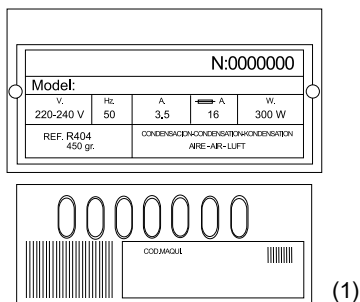 N:0000000
Model:
V. Hz. A. A. W.
220-240 V 50 3,5 16 300 W
REF. R404 CONDENSACION-CONDENSATION-KONDENSATION
450 gr. AIRE-AIR-LUFT
COD.MAQUI.
(1)